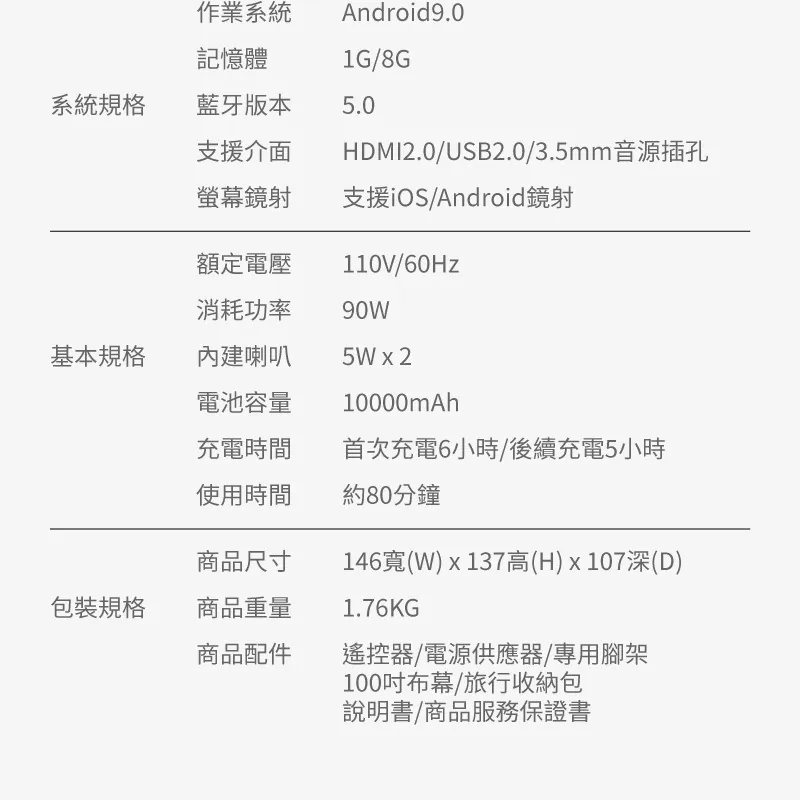 作業系統 Android9.0
記憶體 1G/8G
系統規格 藍牙版本 5.0
支援介面 HDMI2.0/USB2.0/3.5mm音源插孔
螢幕鏡射 支援iOS/Android鏡射
額定電壓 110V/60Hz
消耗功率 90W
基本規格 內建喇叭 5W x 2
電池容量 10000mAh
充電時間 首次充電6小時/後續充電5小時
使用時間 約80分鐘
商品尺寸 146寬(W) x 137高(H) x 107深(D)
包裝規格 商品重量 1.76KG
商品配件 遙控器/電源供應器/專用腳架
100吋布幕/旅行收納包
說明書/商品服務保證書